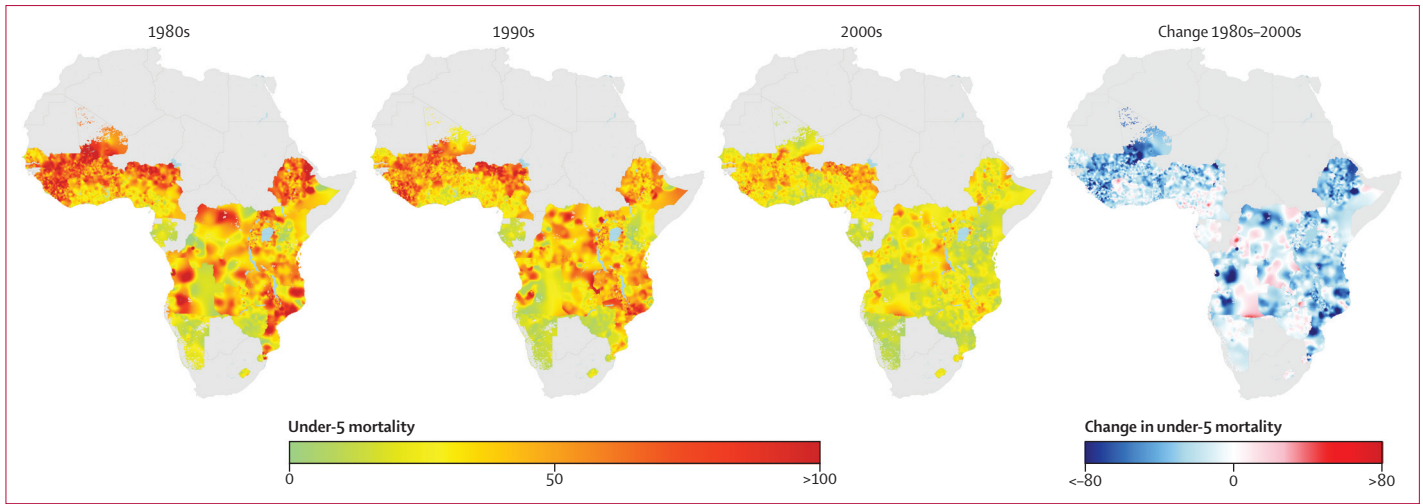 1980s
1990s
2000s
Change 1980s–2000s
Under-5 mortality
0
50
>100
Change in under-5 mortality
<–80
0
>80